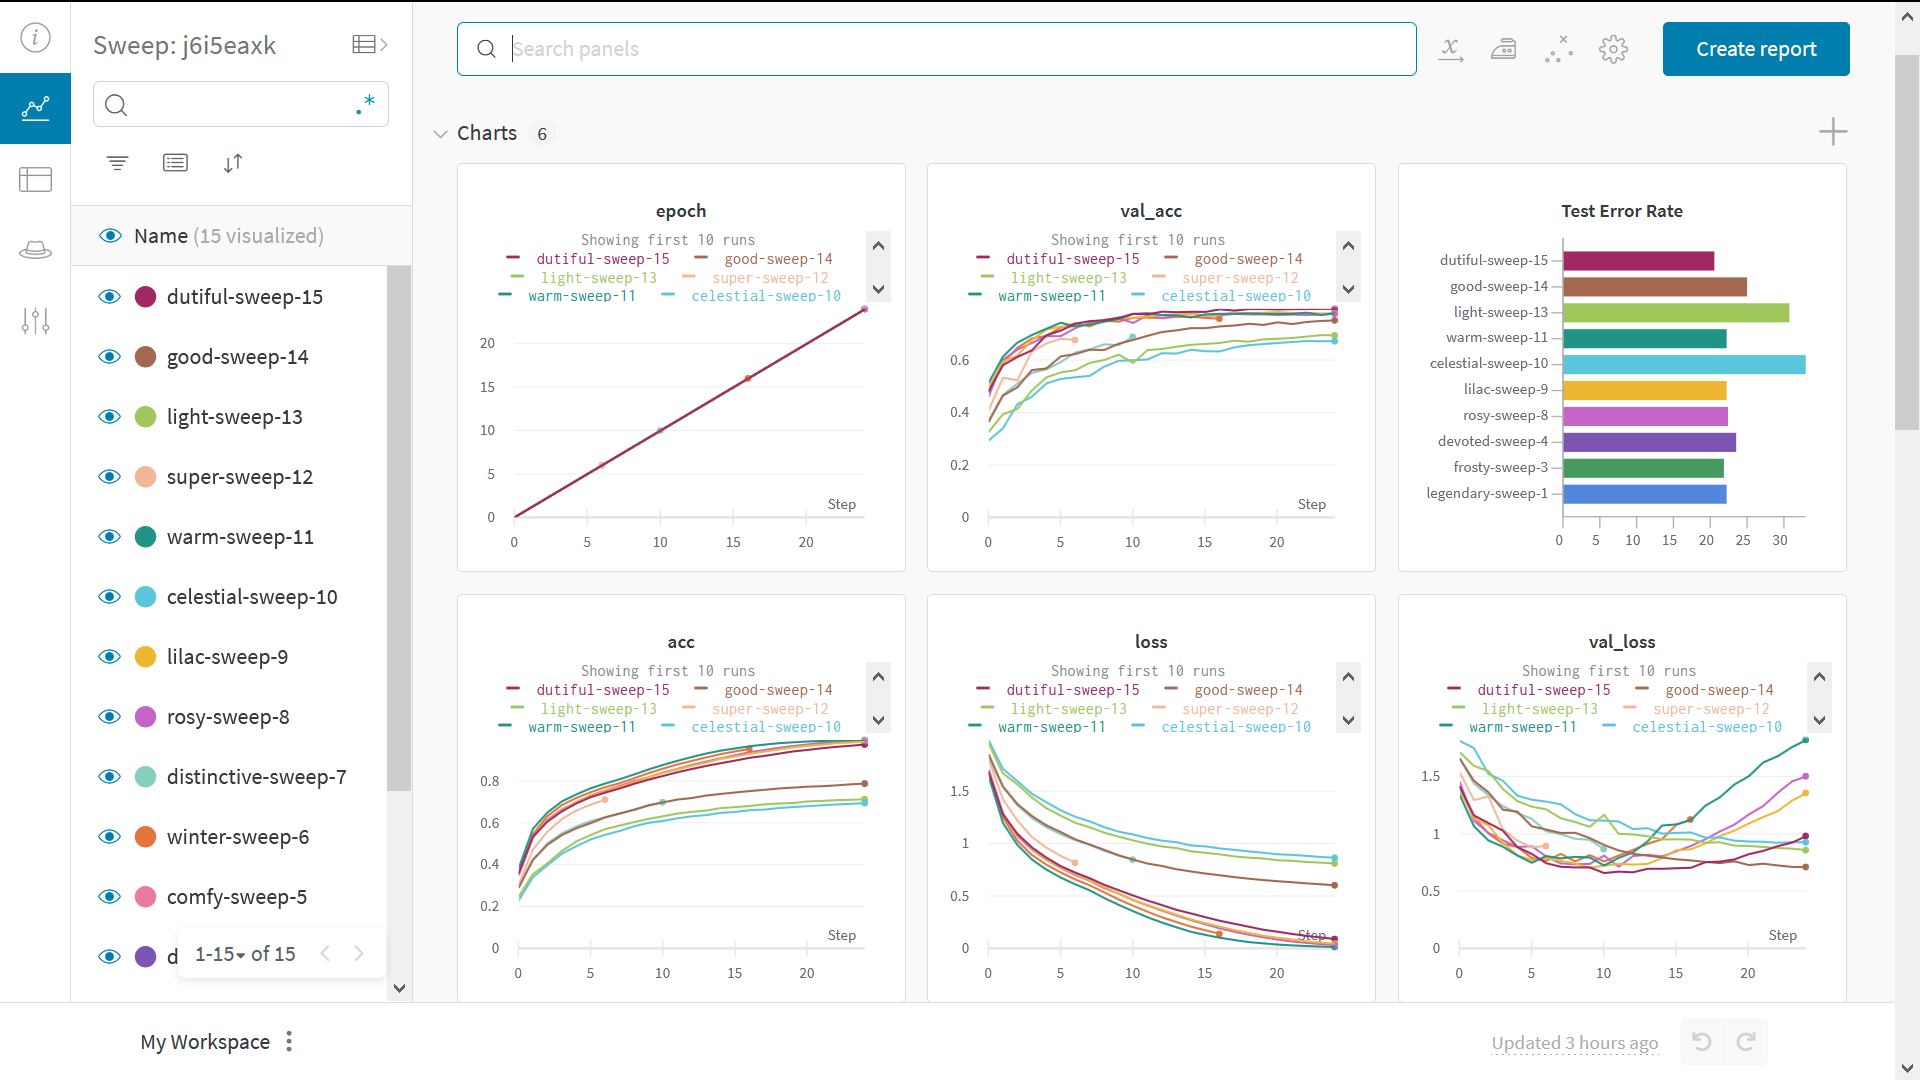 Sweep: j6i5eaxk
.*
Name (15 visualized)
dutiful-sweep-15
good-sweep-14
light-sweep-13
super-sweep-12
warm-sweep-11
celestial-sweep-10
lilac-sweep-9
rosy-sweep-8
distinctive-sweep-7
winter-sweep-6
comfy-sweep-5
d
1-15 of 15
Search panels
Create report
Charts 6
epoch
Showing first 10 runs
dutiful-sweep-15 good-sweep-14
light-sweep-13 super-sweep-12
warm-sweep-11 celestial-sweep-10
20
15
10
5
0
Step
0 5 10 15 20
val_acc
Showing first 10 runs
dutiful-sweep-15 good-sweep-14
light-sweep-13 super-sweep-12
warm-sweep-11 celestial-sweep-10
0.6
0.4
0.2
0
Step
0 5 10 15 20
Test Error Rate
dutiful-sweep-15
good-sweep-14
light-sweep-13
warm-sweep-11
celestial-sweep-10
lilac-sweep-9
rosy-sweep-8
devoted-sweep-4
frosty-sweep-3
legendary-sweep-1
0 5 10 15 20 25 30
acc
Showing first 10 runs
dutiful-sweep-15 good-sweep-14
light-sweep-13 super-sweep-12
warm-sweep-11 celestial-sweep-10
0.8
0.6
0.4
0.2
0
Step
0 5 10 15 20
loss
Showing first 10 runs
dutiful-sweep-15 good-sweep-14
light-sweep-13 super-sweep-12
warm-sweep-11 celestial-sweep-10
1.5
1
0.5
0
Step
0 5 10 15 20
val_loss
Showing first 10 runs
dutiful-sweep-15 good-sweep-14
light-sweep-13 super-sweep-12
warm-sweep-11 celestial-sweep-10
1.5
1
0.5
0
Step
0 5 10 15 20
My Workspace
Updated 3 hours ago